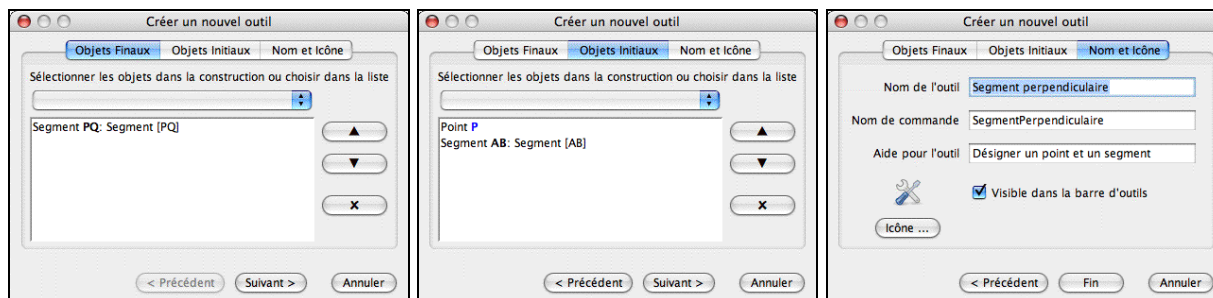 Créer un nouvel outil
Objets Finaux Objets Initiaux Nom et Icône
Sélectionner les objets dans la construction ou choisir dans la liste
Segment PQ: Segment [PQ]
< Précédent Suivant > Annuler
Créer un nouvel outil
Objets Finaux Objets Initiaux Nom et Icône
Sélectionner les objets dans la construction ou choisir dans la liste
Point P
Segment AB: Segment [AB]
< Précédent Suivant > Annuler
Créer un nouvel outil
Objets Finaux Objets Initiaux Nom et Icône
Nom de l'outil Segment perpendiculaire
Nom de commande SegmentPerpendiculaire
Aide pour l'outil Désigner un point et un segment
Visible dans la barre d'outils
Icône ...
< Précédent Fin Annuler